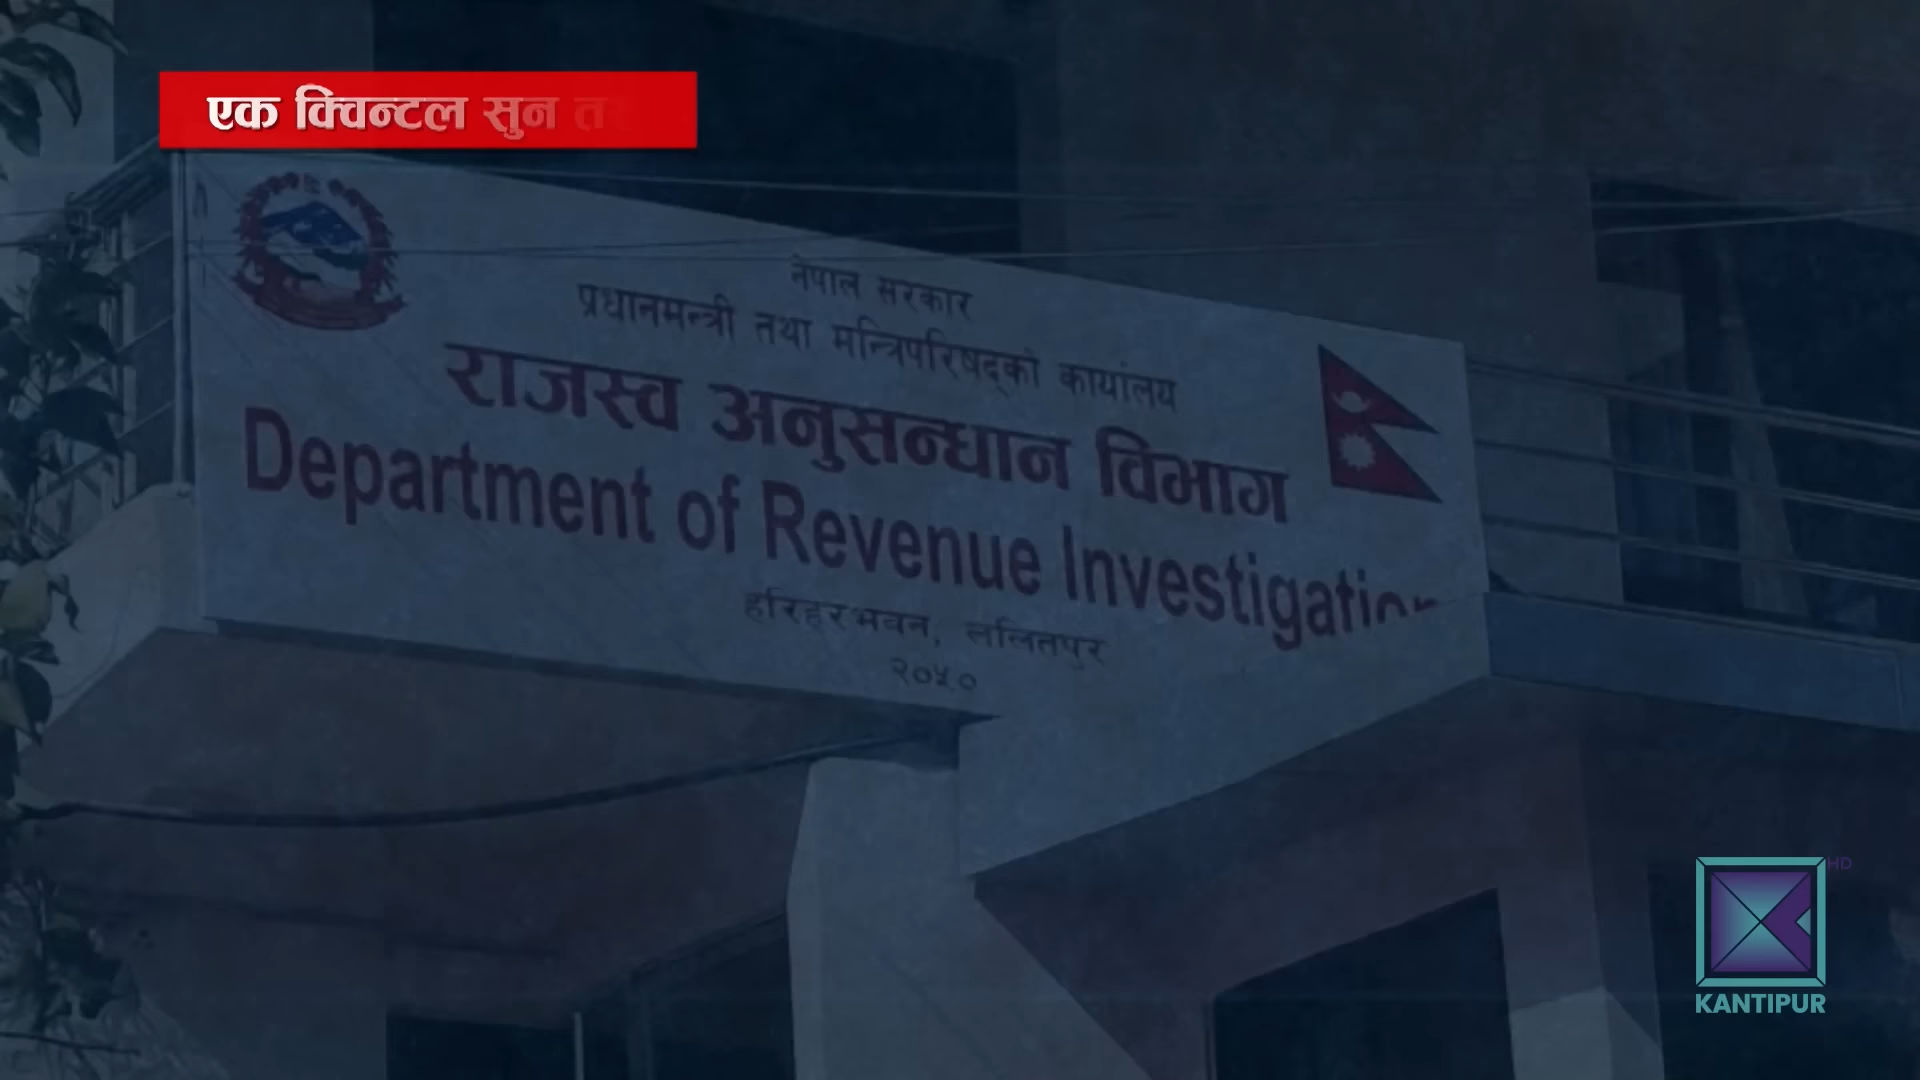 एक क्विन्टल सुन
नेपाल सरकार
प्रधानमन्त्री तथा मन्त्रिपरिषद्को कार्यालय
राजस्व अनुसन्धान विभाग
Department of Revenue Investigation
हरिहरभवन, ललितपुर
२०५०
HD
KANTIPUR